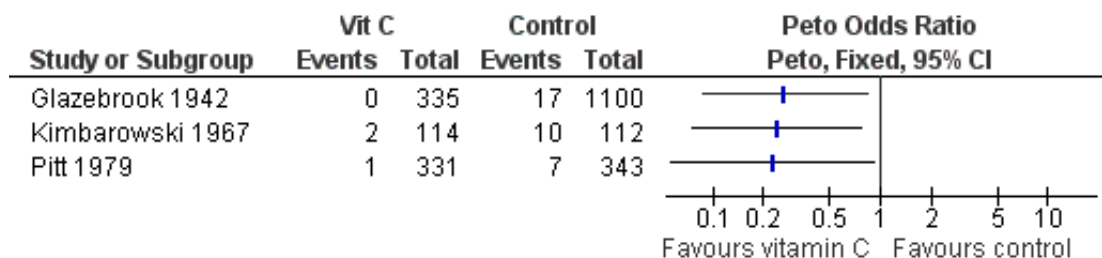 Vit C Control Peto Odds Ratio
Study or Subgroup Events Total Events Total Peto, Fixed, 95% CI
Glazebrook 1942 0 335 17 1100
Kimbarowski 1967 2 114 10 112
Pitt 1979 1 331 7 343
0.1 0.2 0.5 1 2 5 10
Favours vitamin C Favours control